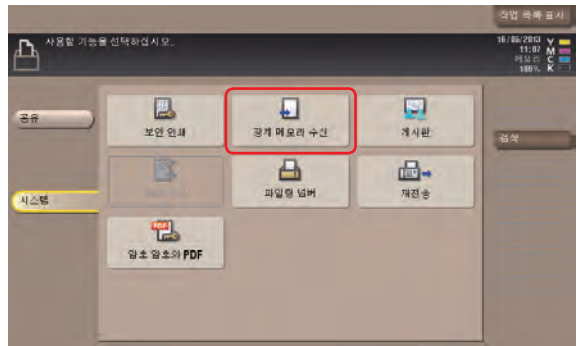 작업 목록 표시
사용할 기능을 선택하십시오.
16/05/2013
11:07
메모리
100%
Y
M
C
K
공유
시스템
보안 인쇄
강제 메모리 수신
게시판
파일링 넘버
재전송
PDF
암호 암호화 PDF
검색